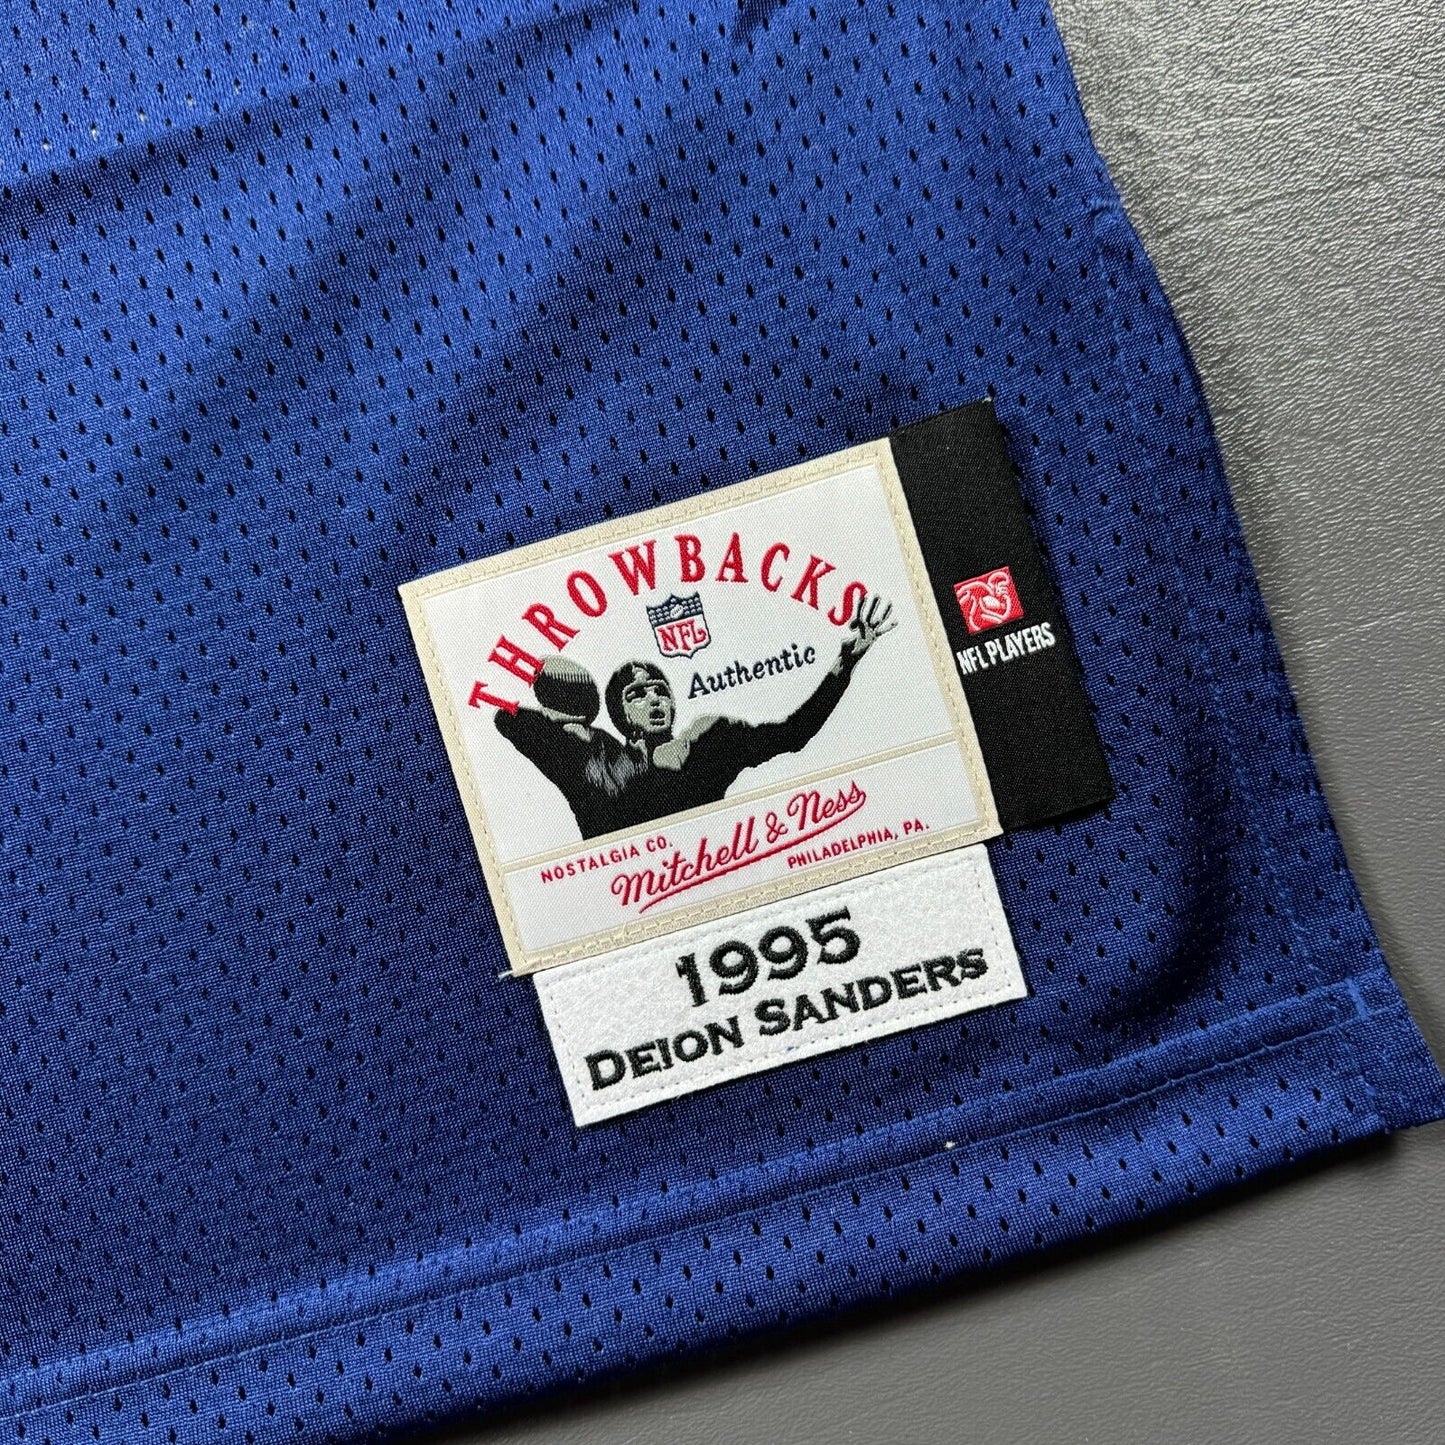 THROWBACKS
NFL
Authentic
NFL PLAYERS
NOSTALGIA CO. Mitchell & Ness PHILADELPHIA, PA.
1995
DEION SANDERS